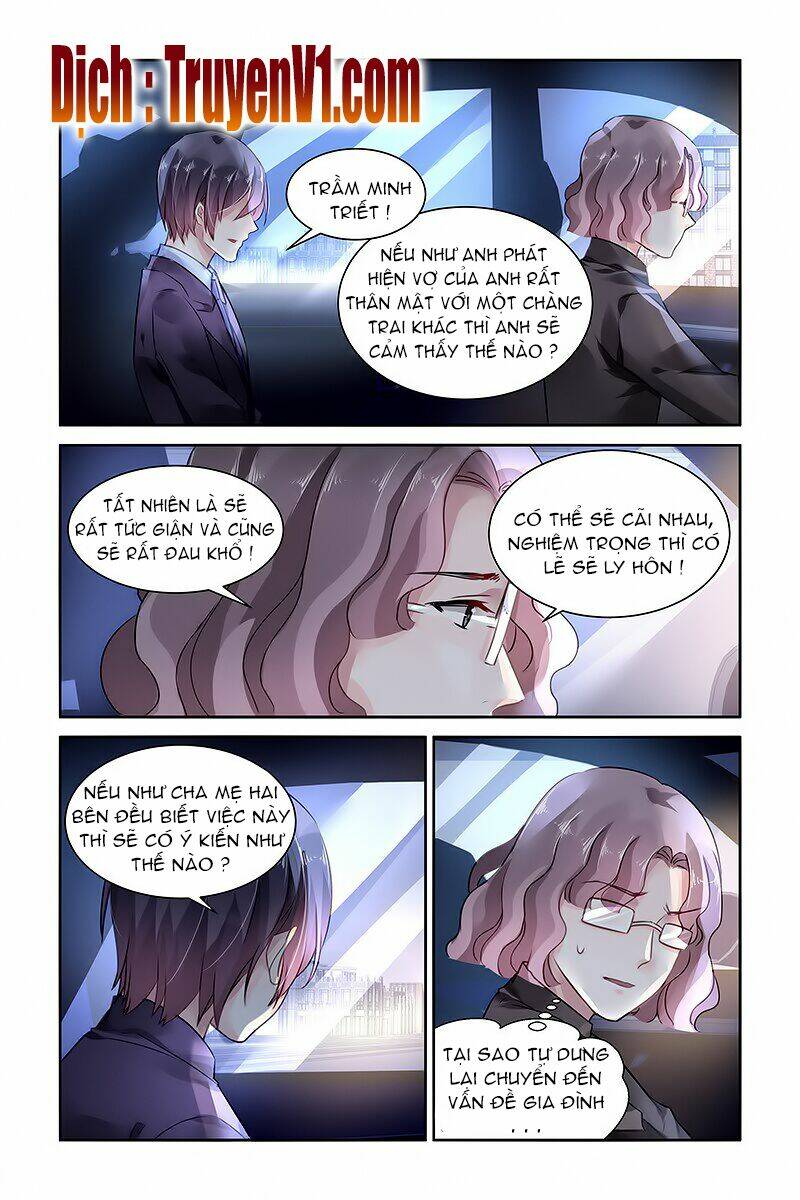 Dịch : TruyenV1.com
TRẦM MINH
TRIẾT !
NẾU NHƯ ANH PHÁT
HIỆN VỢ CỦA ANH RẤT
THÂN MẬT VỚI MỘT CHÀNG
TRAI KHÁC THÌ ANH SẼ
CẢM THẤY THẾ NÀO ?
TẤT NHIÊN LÀ SẼ
RẤT TỨC GIẬN VÀ CŨNG
SẼ RẤT ĐAU KHỔ !
CÓ THỂ SẼ CÃI NHAU,
NGHIÊM TRỌNG THÌ CÓ
LẼ SẼ LY HÔN !
NẾU NHƯ CHA MẸ HAI
BÊN ĐỀU BIẾT VIỆC NÀY
THÌ SẼ CÓ Ý KIẾN NHƯ
THẾ NÀO ?
TẠI SAO TỰ DUNG
LẠI CHUYỂN ĐẾN
VẤN ĐỀ GIA ĐÌNH
. . .